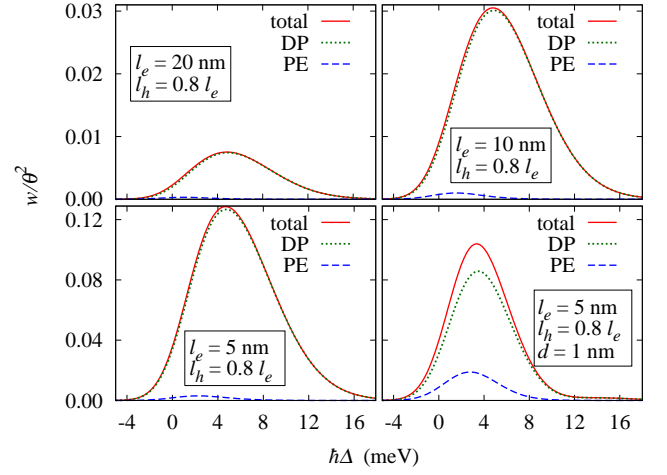 total
DP
PE
l_e = 20 nm
l_h = 0.8 l_e
0.03
0.02
0.01
0.00
total
DP
PE
l_e = 10 nm
l_h = 0.8 l_e
w/θ²
total
DP
PE
l_e = 5 nm
l_h = 0.8 l_e
0.12
0.08
0.04
0.00
-4 0 4 8 12 16
total
DP
PE
l_e = 5 nm
l_h = 0.8 l_e
d = 1 nm
-4 0 4 8 12 16
ħΔ (meV)